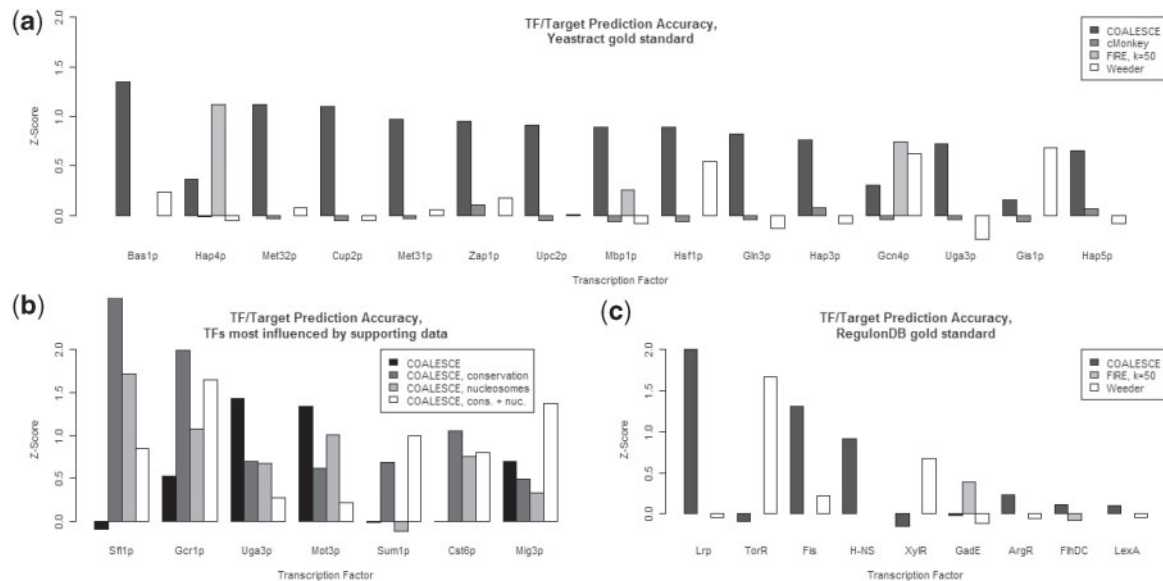 (a)
TF/Target Prediction Accuracy,
Yeastract gold standard
COALESCE
cMonkey
FIRE, k=50
Weeder
Z-Score
2.0
1.5
1.0
0.5
0.0
Bas1p Hap4p Met32p Cup2p Met31p Zap1p Upc2p Mbp1p Hsf1p Gln3p Hap3p Gcn4p Uga3p Gis1p Hap5p
Transcription Factor
(b)
TF/Target Prediction Accuracy,
TFs most influenced by supporting data
COALESCE
COALESCE, conservation
COALESCE, nucleosomes
COALESCE, cons. + nuc.
Z-Score
2.0
1.5
1.0
0.5
0.0
Sfl1p Gcr1p Uga3p Mot3p Sum1p Cst6p Mig3p
Transcription Factor
(c)
TF/Target Prediction Accuracy,
RegulonDB gold standard
COALESCE
FIRE, k=50
Weeder
Z-Score
2.0
1.5
1.0
0.5
0.0
Lrp TorR Fis H-NS XylR GadE ArgR FlhDC LexA
Transcription Factor